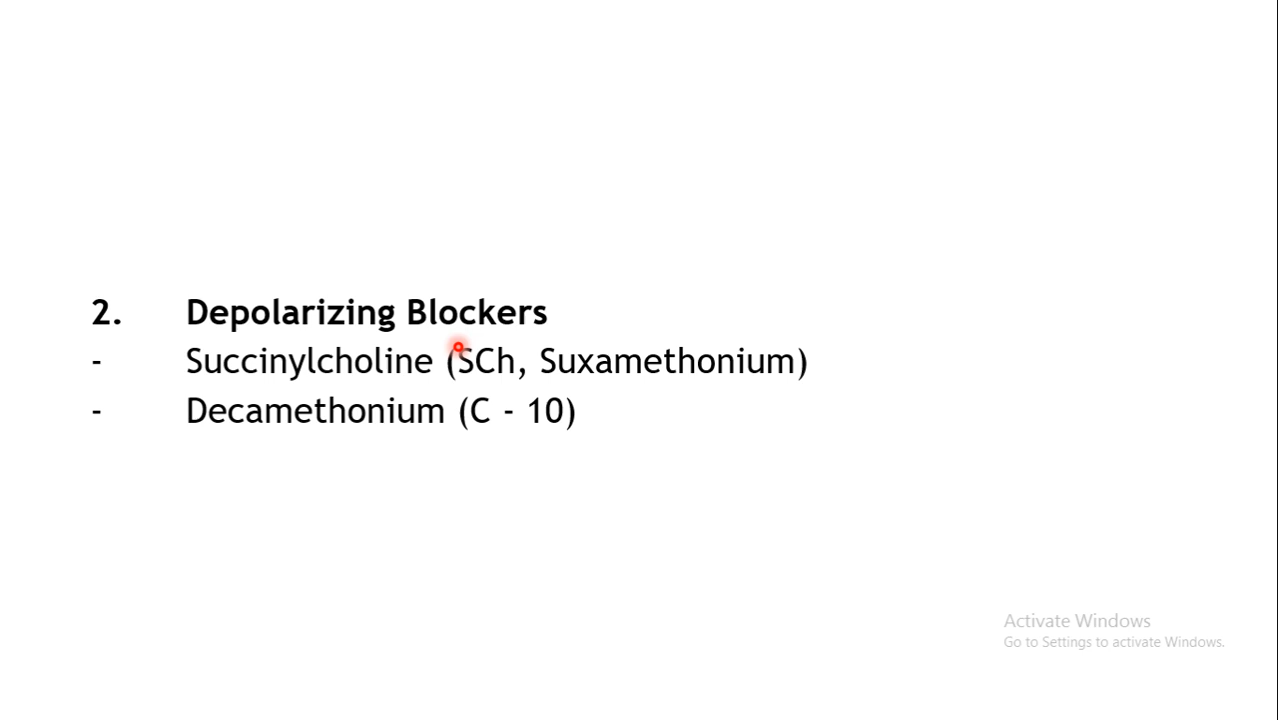 2. Depolarizing Blockers
- Succinylcholine (SCh, Suxamethonium)
- Decamethonium (C - 10)
Activate Windows
Go to Settings to activate Windows.